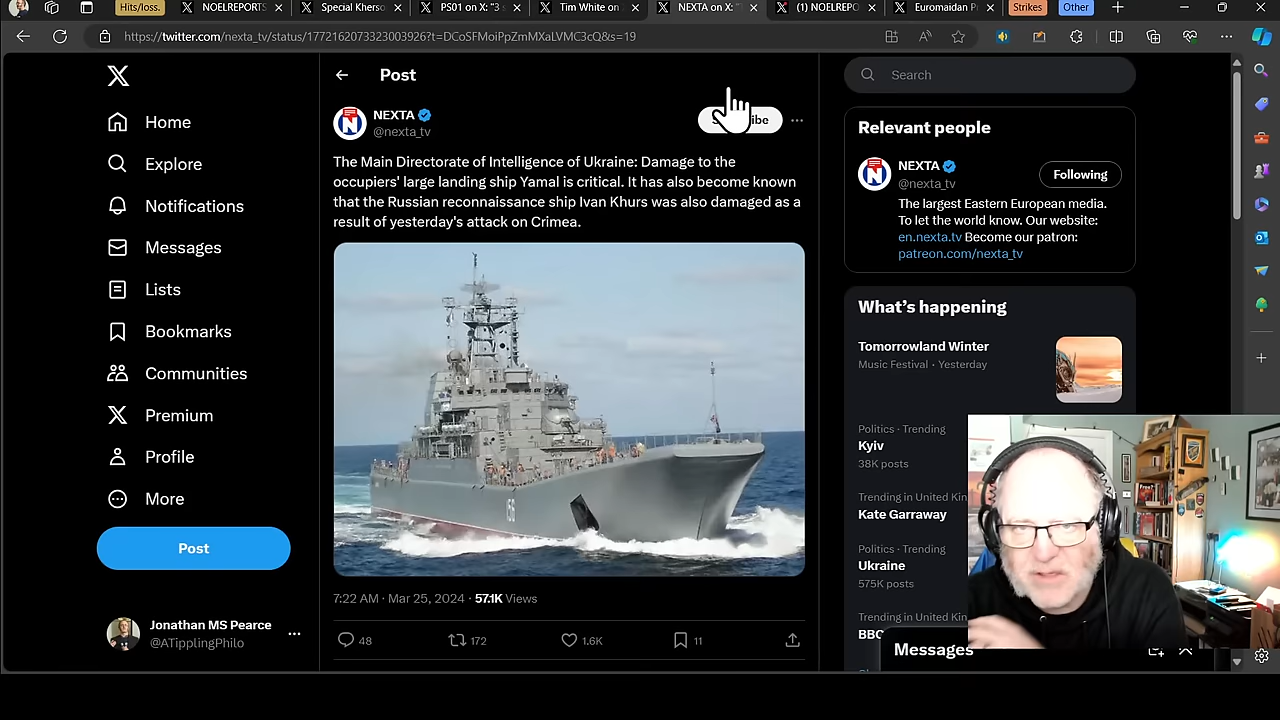 Hits/loss.
NOELREPORTS
Special Kherso
PS01 on X: "3 s
Tim White on
NEXTA on X: "
(1) NOELREPO
Euromaidan P
Strikes
Other
https://twitter.com/nexta_tv/status/1772162073323003926?t=DCoSFMoiPpZmMXaLVMC3cQ&s=19
Home
Explore
Notifications
Messages
Lists
Bookmarks
Communities
Premium
Profile
More
Post
Jonathan MS Pearce
@ATipplingPhilo
Post
NEXTA
@nexta_tv
The Main Directorate of Intelligence of Ukraine: Damage to the
occupiers' large landing ship Yamal is critical. It has also become known
that the Russian reconnaissance ship Ivan Khurs was also damaged as a
result of yesterday's attack on Crimea.
7:22 AM · Mar 25, 2024 · 57.1K Views
48
172
1.6K
11
Search
Relevant people
NEXTA
@nexta_tv
Following
The largest Eastern European media.
To let the world know. Our website:
en.nexta.tv Become our patron:
patreon.com/nexta_tv
What's happening
Tomorrowland Winter
Music Festival · Yesterday
Politics · Trending
Kyiv
38K posts
Trending in United Kin
Kate Garraway
Politics · Trending
Ukraine
575K posts
Trending in United Kin
BBC
Messages